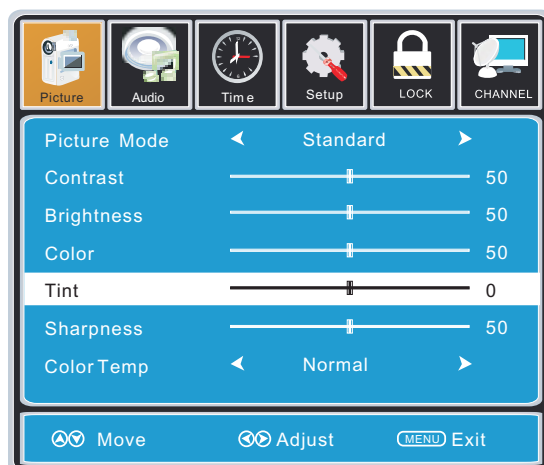 Picture Audio Time Setup LOCK CHANNEL
Picture Mode Standard
Contrast 50
Brightness 50
Color 50
Tint 0
Sharpness 50
Color Temp Normal
Move Adjust MENU Exit